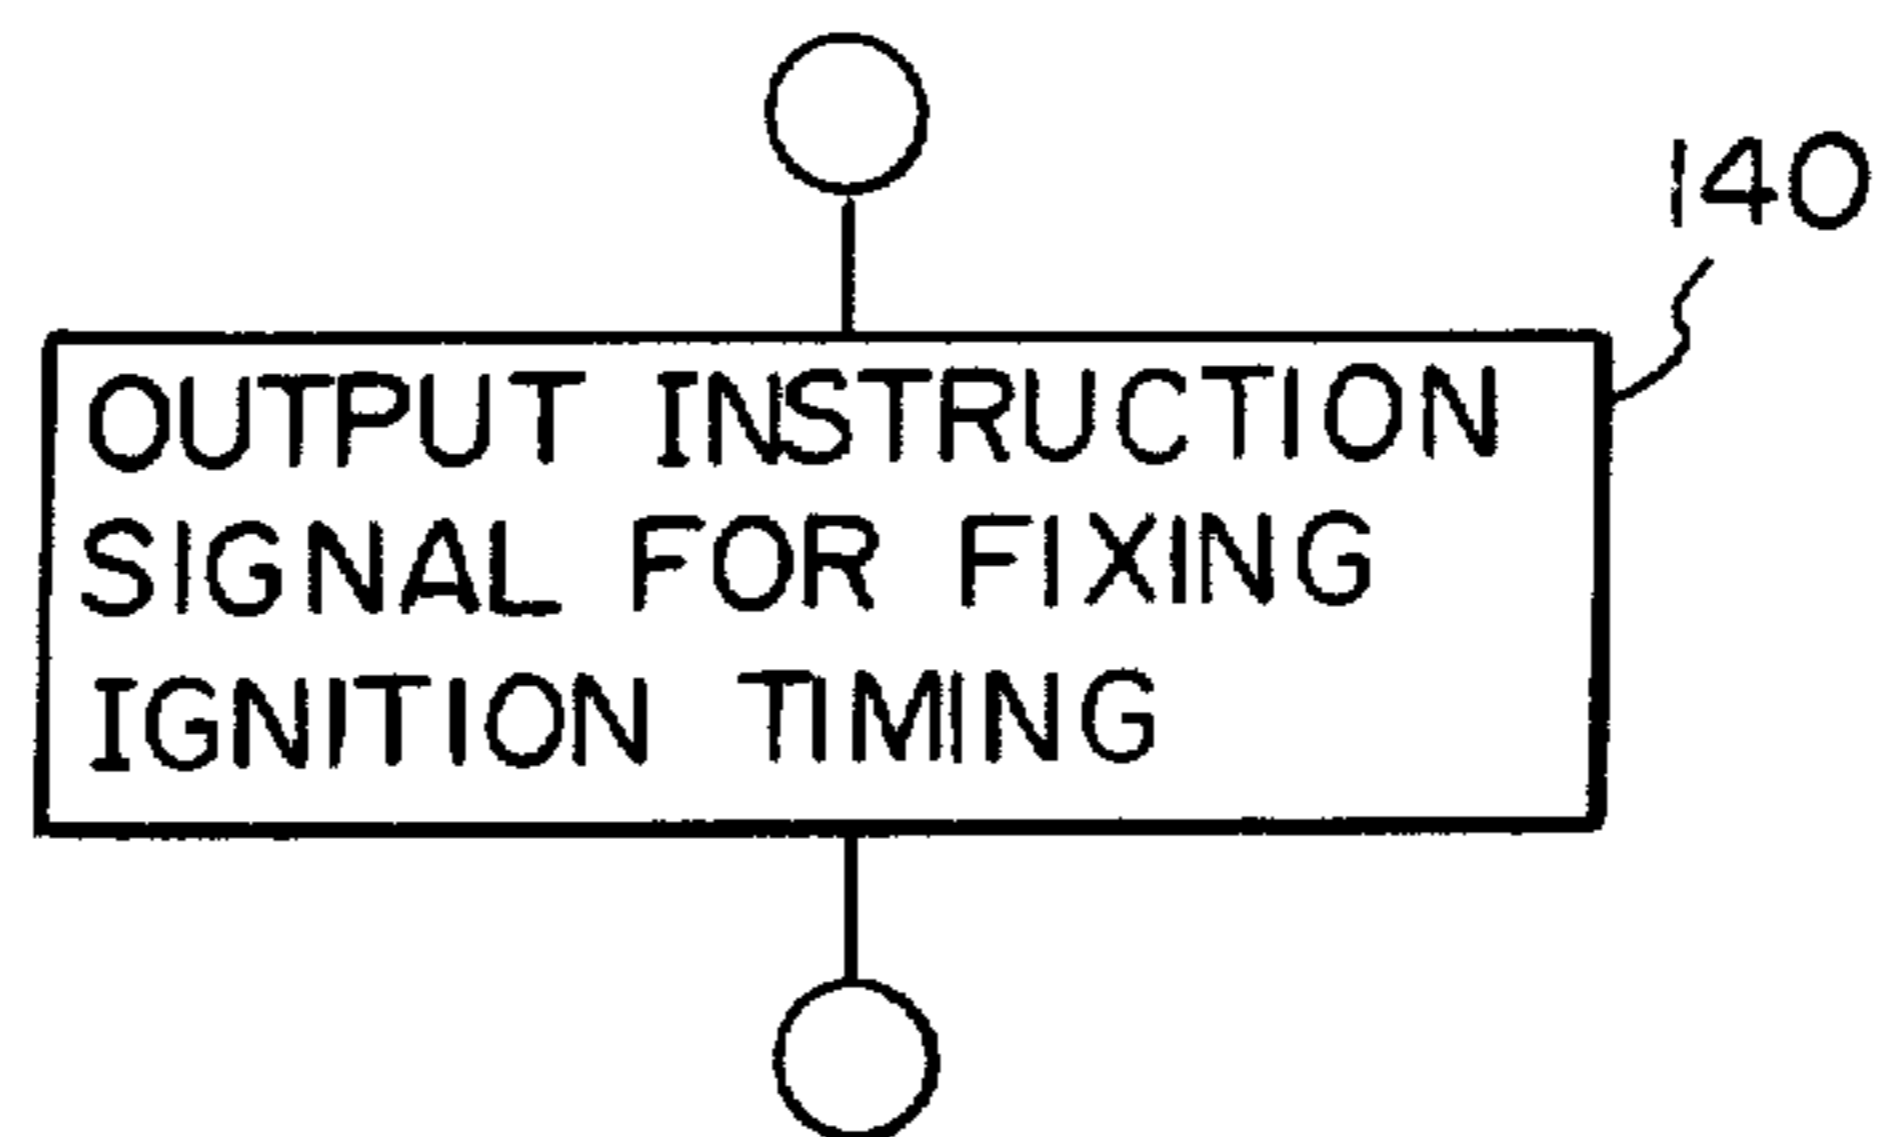 140
OUTPUT INSTRUCTION
SIGNAL FOR FIXING
IGNITION TIMING